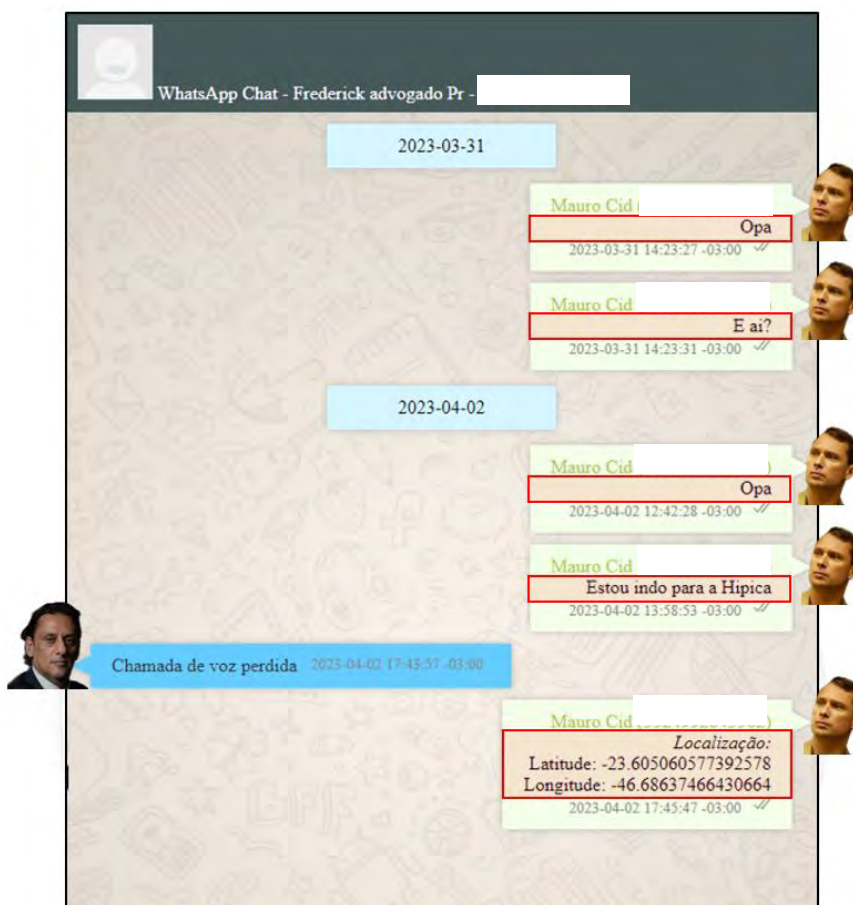 WhatsApp Chat - Frederick advogado Pr -
2023-03-31
Mauro Cid
Opa
2023-03-31 14:23:27 -03:00
Mauro Cid
E ai?
2023-03-31 14:23:31 -03:00
2023-04-02
Mauro Cid )
Opa
2023-04-02 12:42:28 -03:00
Mauro Cid
Estou indo para a Hipica
2023-04-02 13:58:53 -03:00
Chamada de voz perdida 2023-04-02 17:43:57 -03:00
Mauro Cid
Localização:
Latitude: -23.605060577392578
Longitude: -46.68637466430664
2023-04-02 17:45:47 -03:00